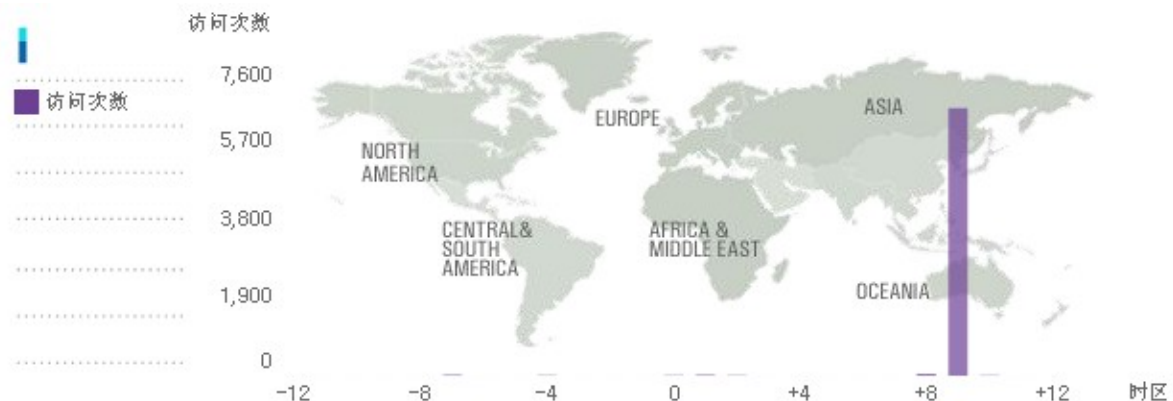 访问次数
7,600
访问次数
5,700
3,800
1,900
0
EUROPE
ASIA
NORTH
AMERICA
CENTRAL&
SOUTH
AMERICA
AFRICA &
MIDDLE EAST
OCEANIA
-12 -8 -4 0 +4 +8 +12 时区